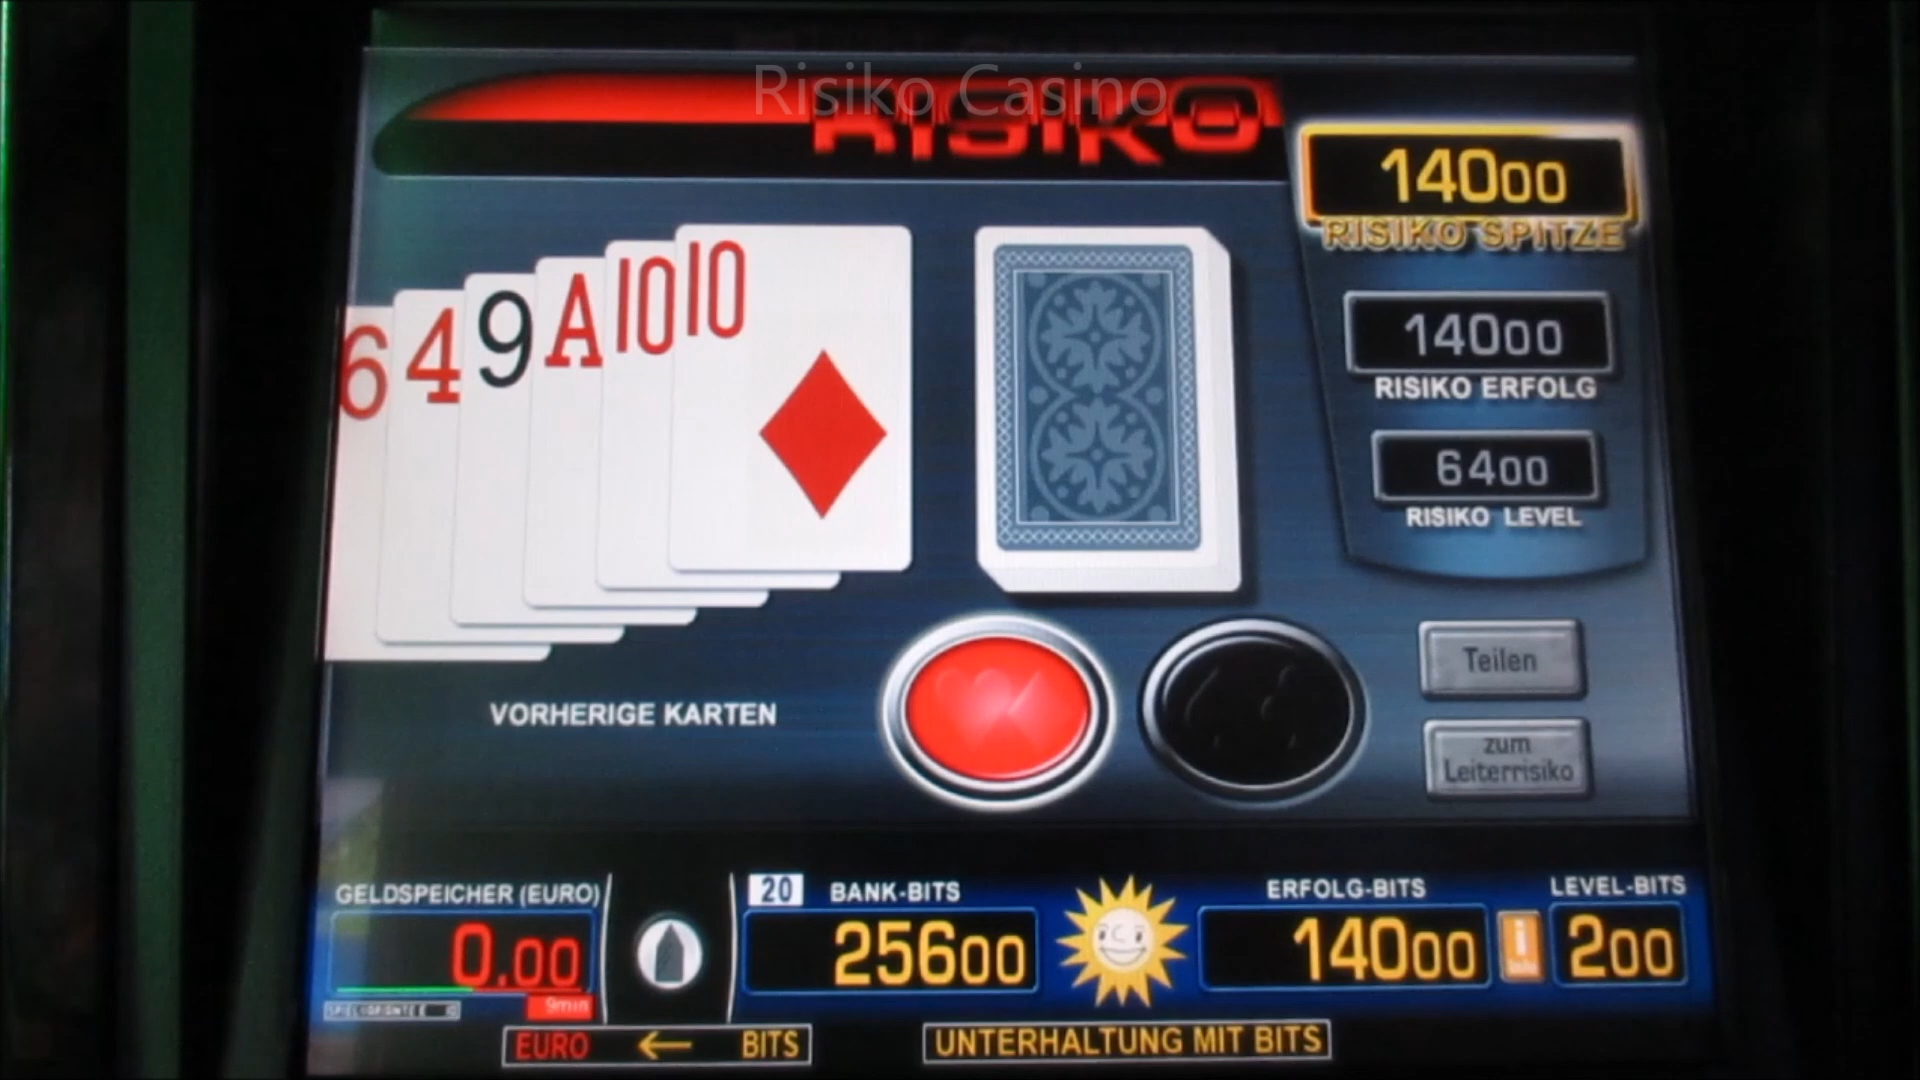 Risiko Casino
RISIKO
14000
RISIKO SPITZE
14000
RISIKO ERFOLG
6400
RISIKO LEVEL
6
4
9
A
10
10
VORHERIGE KARTEN
Teilen
zum
Leiterrisiko
GELDSPEICHER (EURO)
0.00
9min
20
BANK-BITS
25600
ERFOLG-BITS
14000
i
LEVEL-BITS
200
EURO ← BITS
UNTERHALTUNG MIT BITS